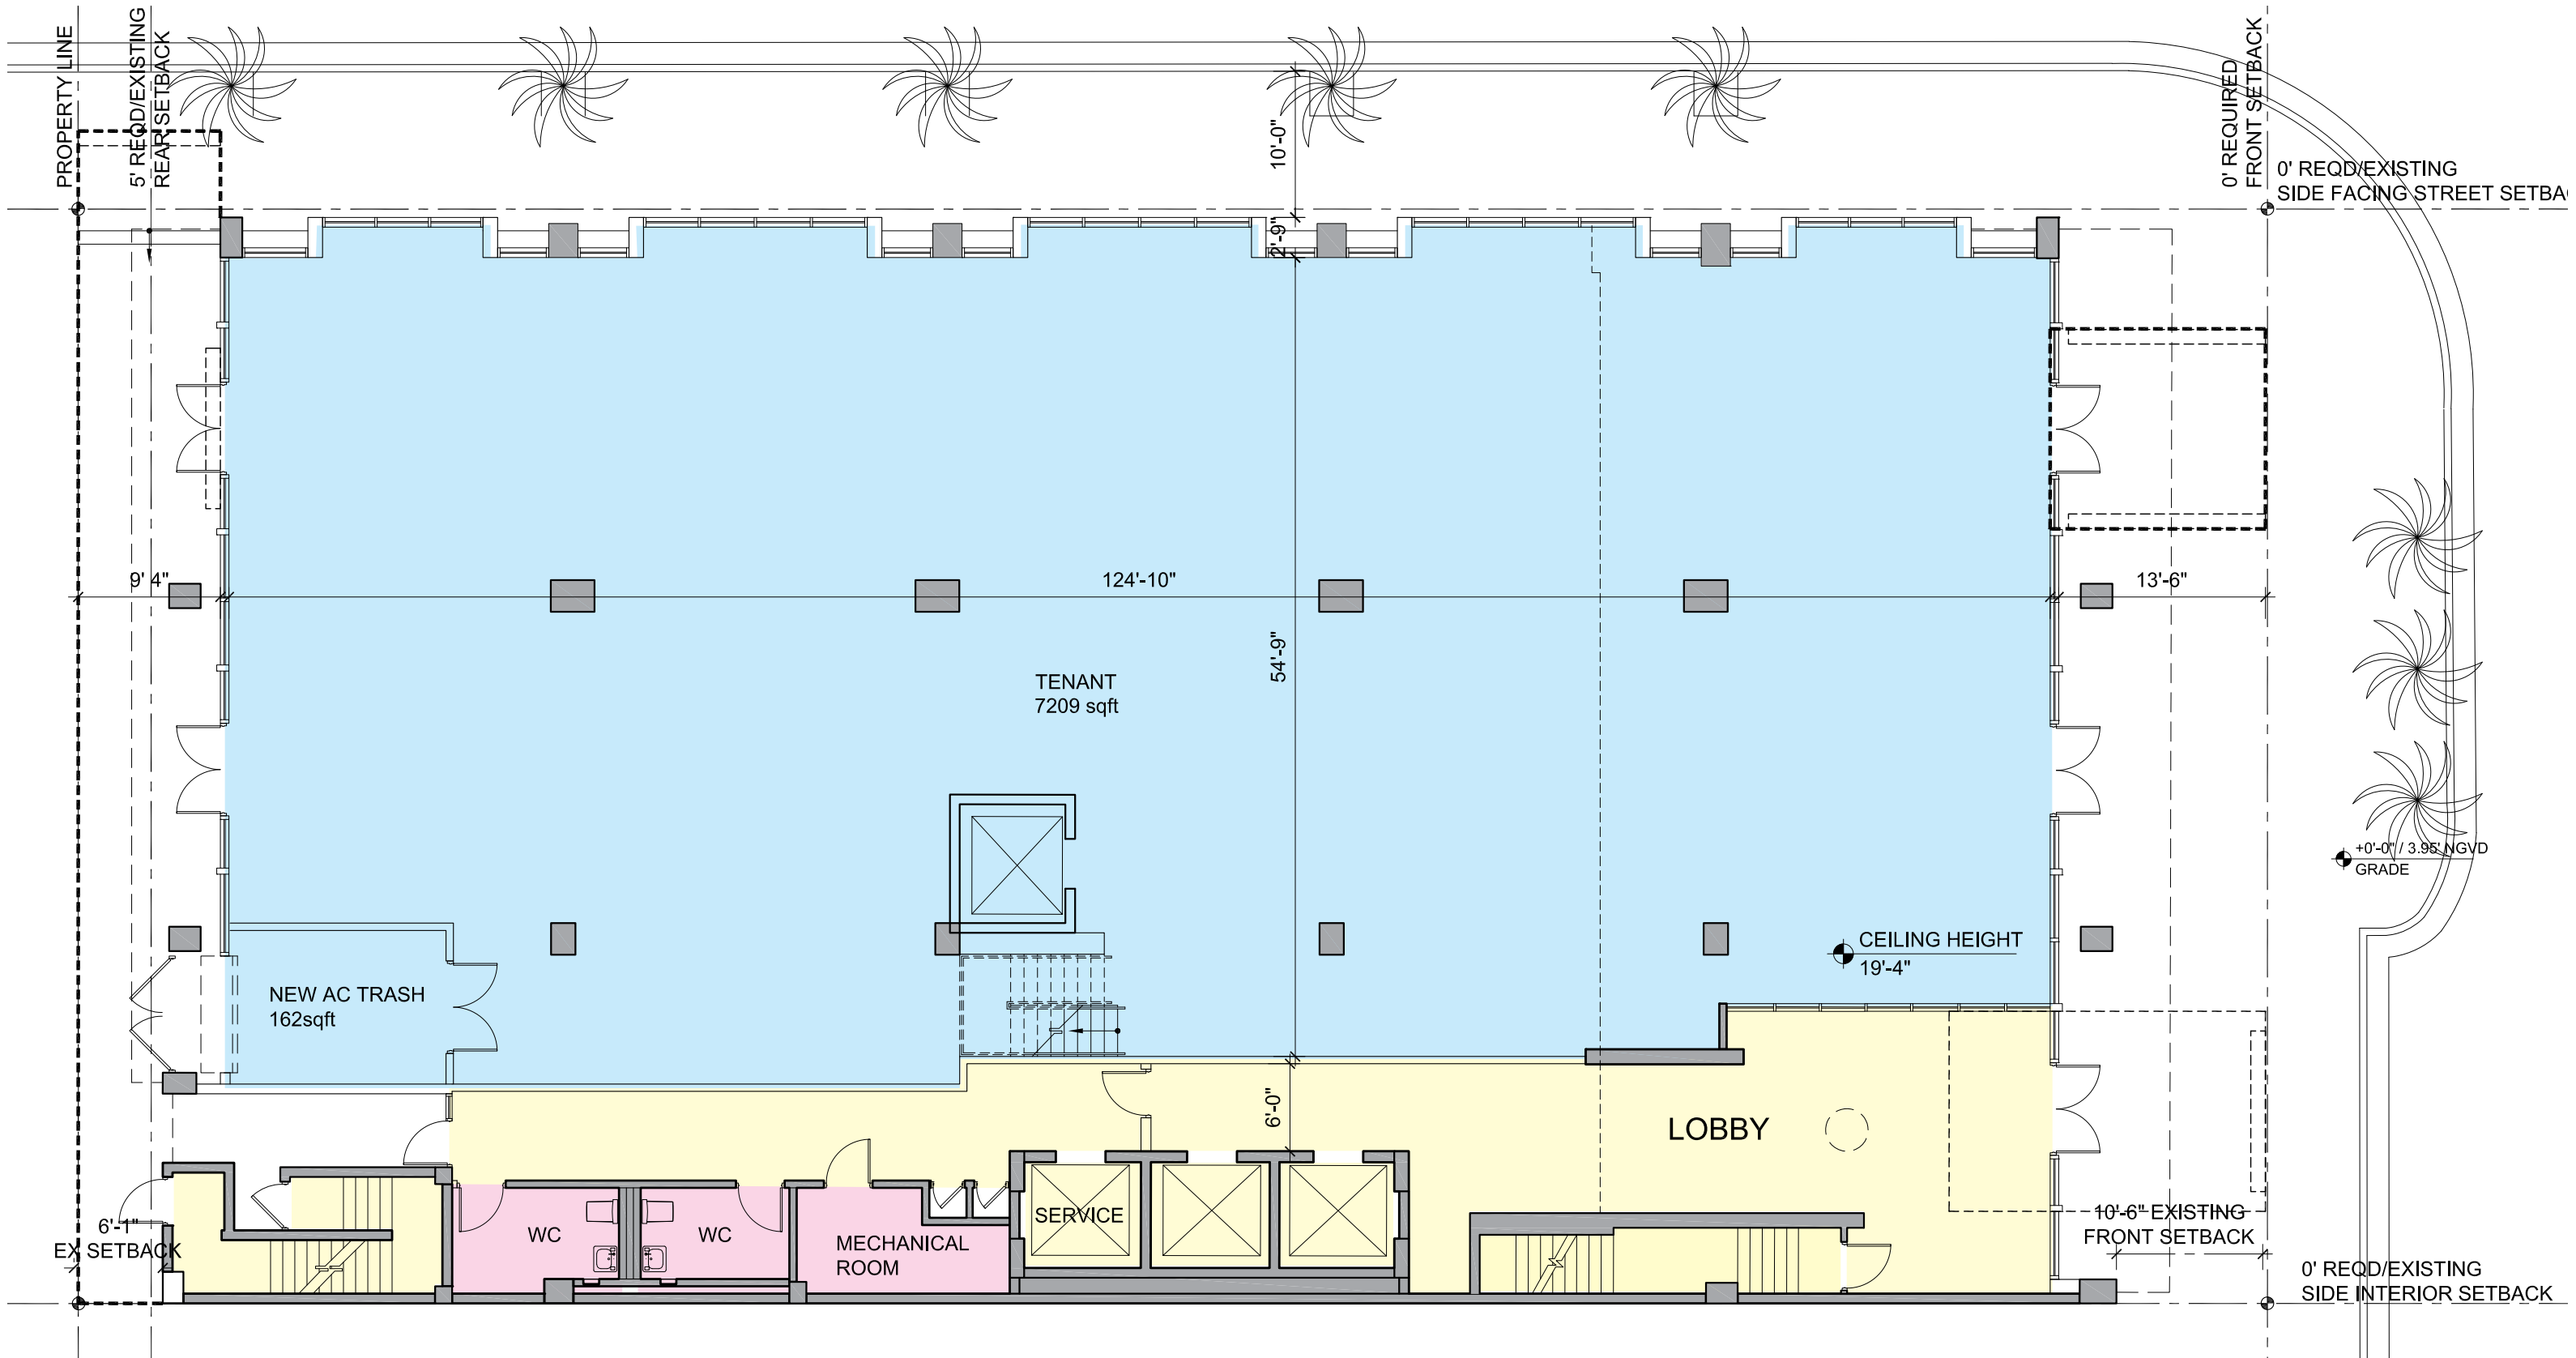 PROPERTY LINE
5' REQD/EXISTING
REAR SETBACK
0' REQUIRED
FRONT SETBACK
0' REQD/EXISTING
SIDE FACING STREET SETBAC
10'-0"
2'-9"
9' 4"
124'-10"
13'-6"
54'-9"
TENANT
7209 sqft
+0'-0" / 3.95' NGVD
GRADE
CEILING HEIGHT
19'-4"
NEW AC TRASH
162sqft
6'-0"
LOBBY
6'-1"
EX SETBACK
WC
WC
MECHANICAL
ROOM
SERVICE
10'-6" EXISTING
FRONT SETBACK
0' REQD/EXISTING
SIDE INTERIOR SETBACK